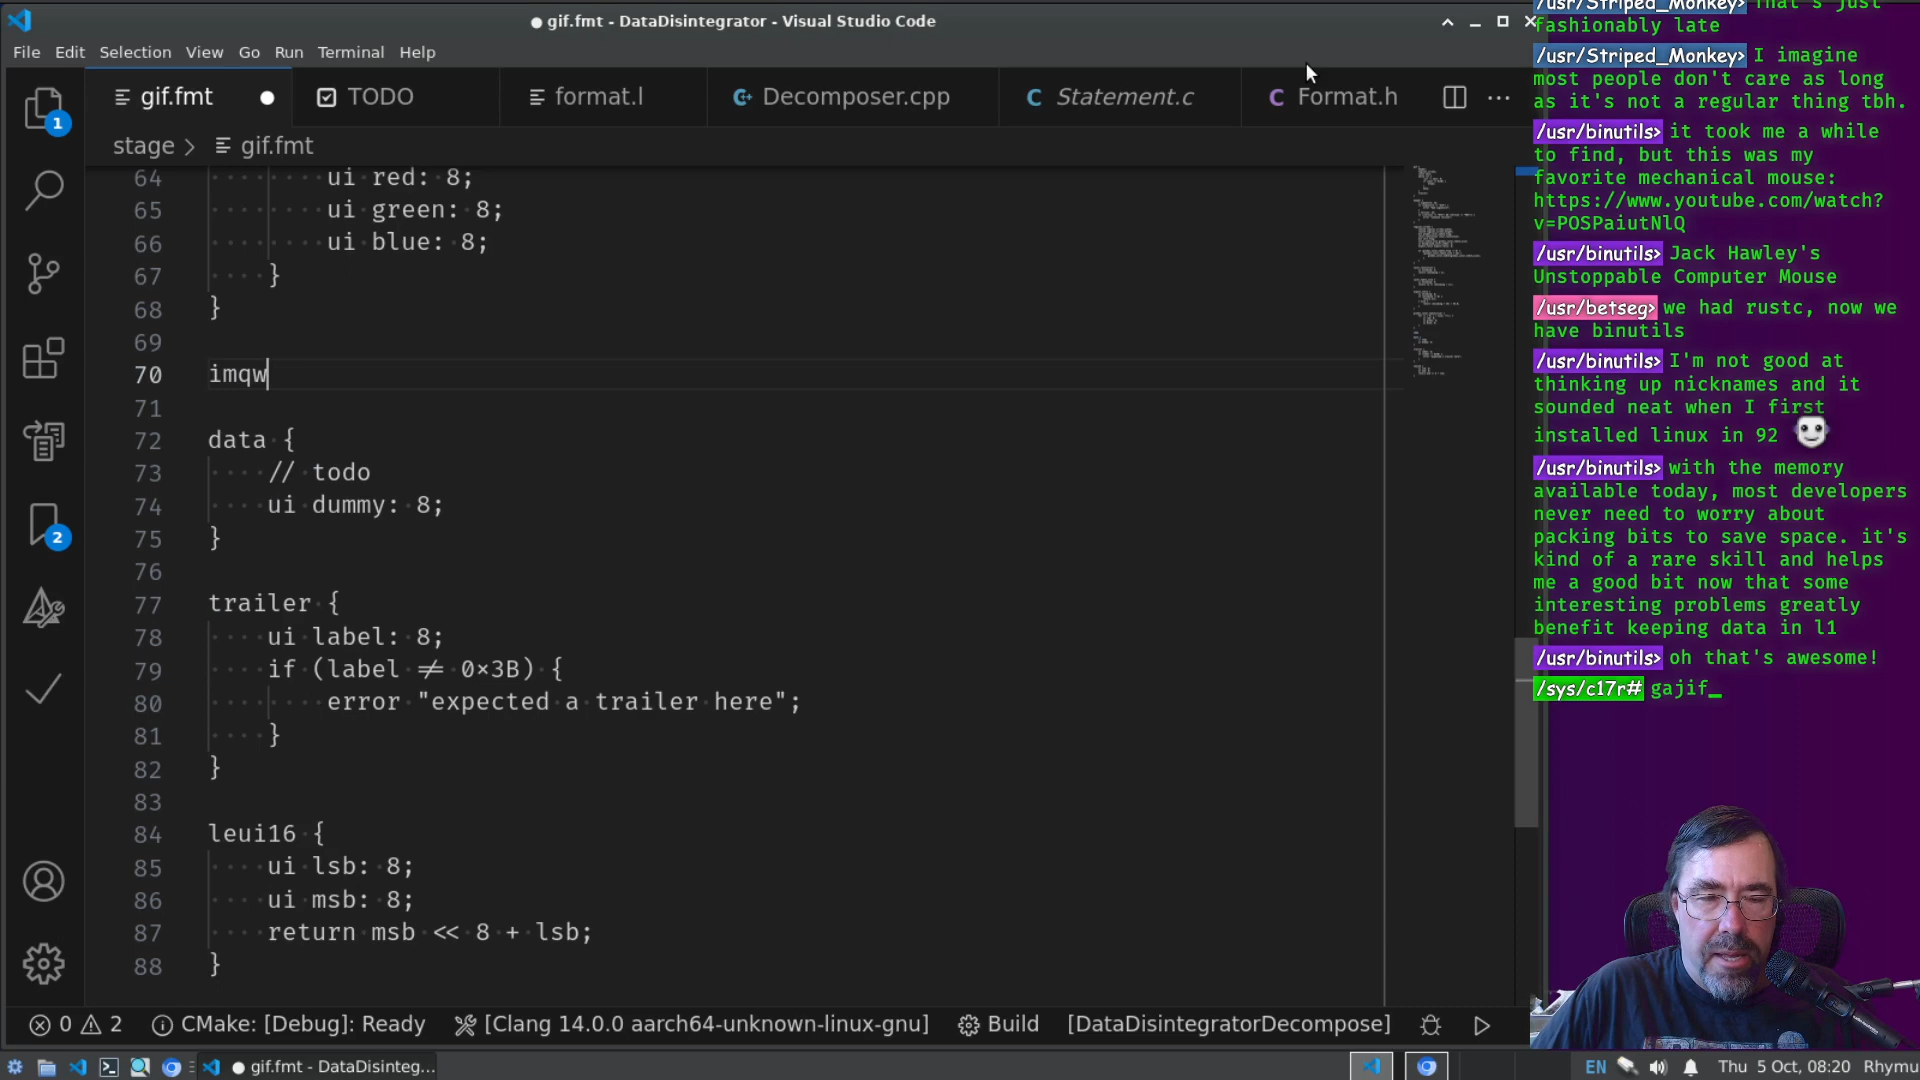 ● gif.fmt - DataDisintegrator - Visual Studio Code
File Edit Selection View Go Run Terminal Help
gif.fmt ● TODO format.l Decomposer.cpp Statement.c Format.h
stage > gif.fmt
64 ui red: 8;
65 ui green: 8;
66 ui blue: 8;
67 }
68 }
69
70 imqw
71
72 data {
73 // todo
74 ui dummy: 8;
75 }
76
77 trailer {
78 ui label: 8;
79 if (label ≠ 0×3B) {
80 error "expected a trailer here";
81 }
82 }
83
84 leui16 {
85 ui lsb: 8;
86 ui msb: 8;
87 return msb << 8 + lsb;
88 }
1
2
0 2 CMake: [Debug]: Ready [Clang 14.0.0 aarch64-unknown-linux-gnu] Build [DataDisintegratorDecompose]
● gif.fmt - DataDisinteg...
EN Thu 5 Oct, 08:20 Rhymu
/usr/Striped_Monkey> That's just
fashionably late
/usr/Striped_Monkey> I imagine
most people don't care as long
as it's not a regular thing tbh.
/usr/binutils> it took me a while
to find, but this was my
favorite mechanical mouse:
https://www.youtube.com/watch?
v=POSPaiutNlQ
/usr/binutils> Jack Hawley's
Unstoppable Computer Mouse
/usr/betseg> we had rustc, now we
have binutils
/usr/binutils> I'm not good at
thinking up nicknames and it
sounded neat when I first
installed linux in 92
/usr/binutils> with the memory
available today, most developers
never need to worry about
packing bits to save space. it's
kind of a rare skill and helps
me a good bit now that some
interesting problems greatly
benefit keeping data in l1
/usr/binutils> oh that's awesome!
/sys/c17r# gajif_